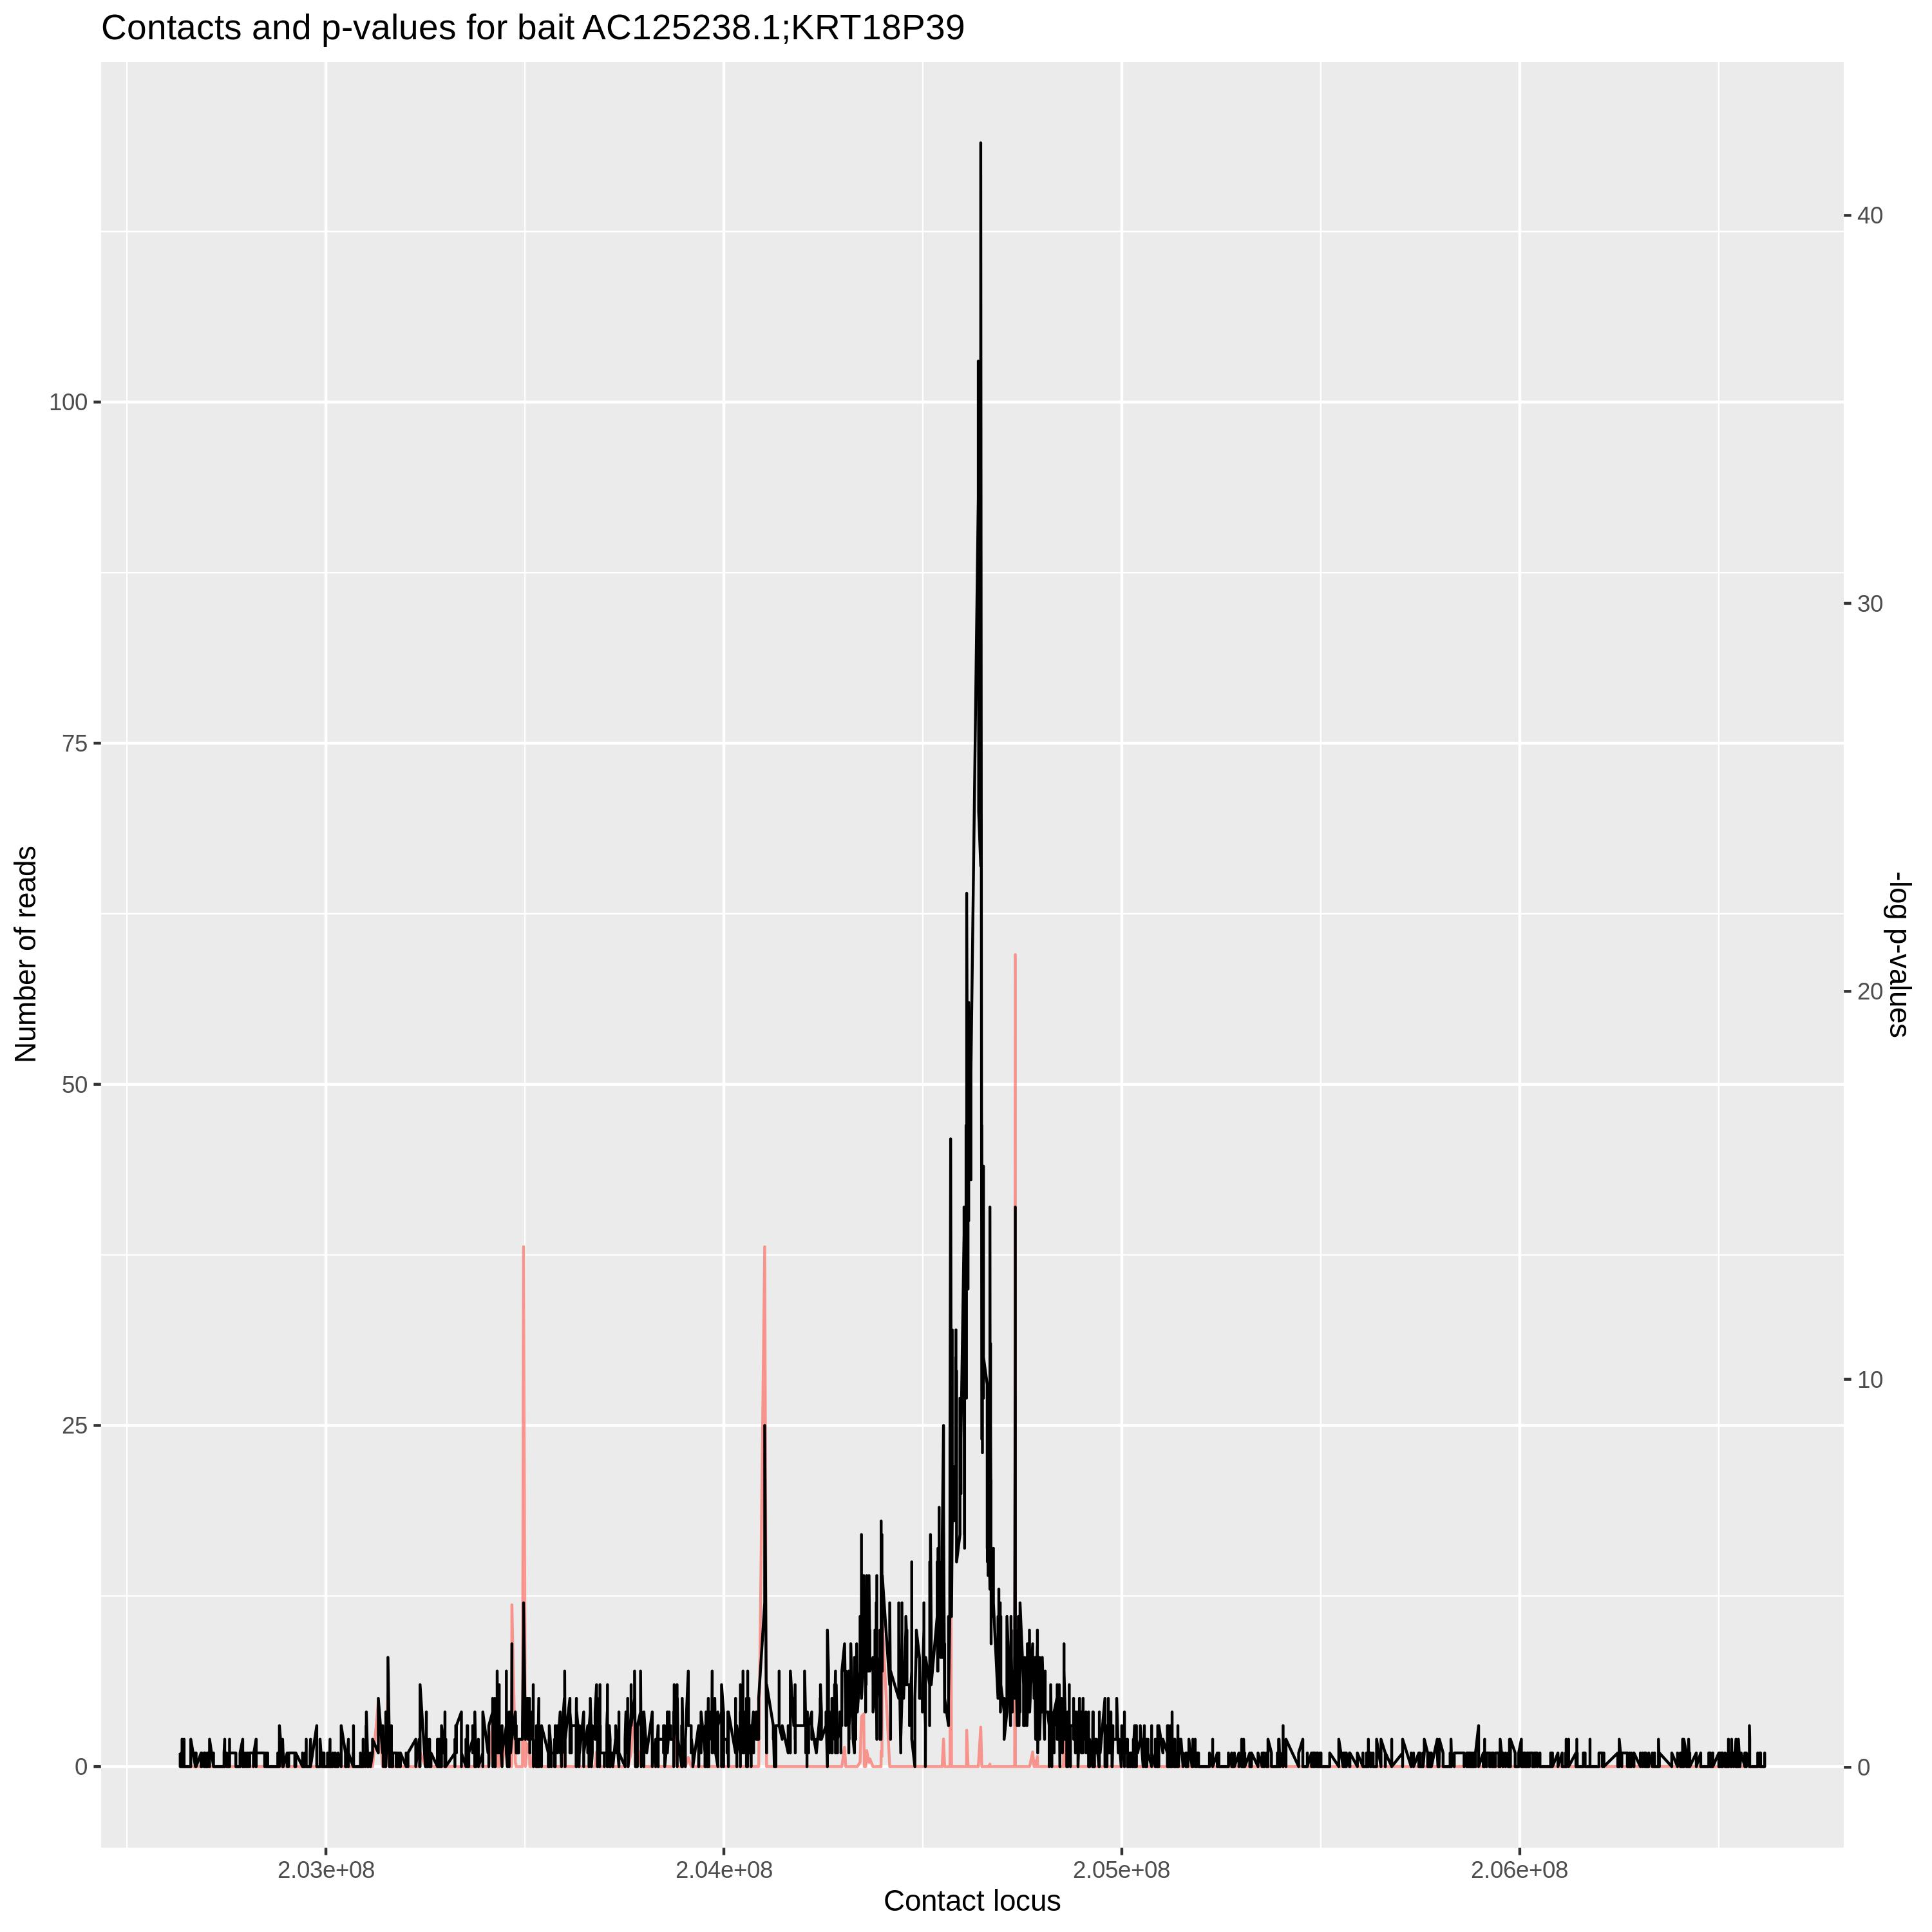 Contacts and p-values for bait AC125238.1;KRT18P39
Number of reads
100
75
50
25
0
40
30
20
10
0
-log p-values
2.03e+08 2.04e+08 2.05e+08 2.06e+08
Contact locus